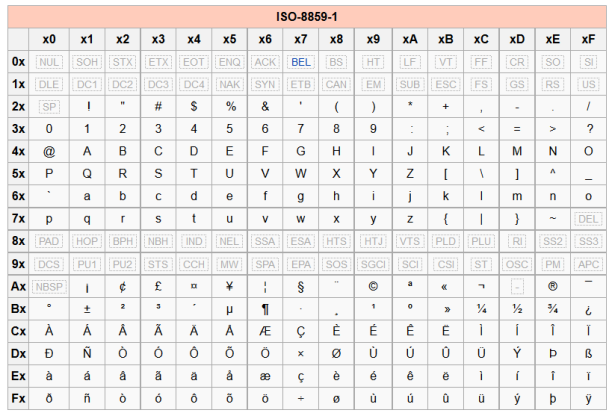 ISO-8859-1
x0 x1 x2 x3 x4 x5 x6 x7 x8 x9 xA xB xC xD xE xF
0x NUL SOH STX ETX EOT ENQ ACK BEL BS HT LF VT FF CR SO SI
1x DLE DC1 DC2 DC3 DC4 NAK SYN ETB CAN EM SUB ESC FS GS RS US
2x SP ! " # $ % & ' ( ) * + , - . /
3x 0 1 2 3 4 5 6 7 8 9 : ; < = > ?
4x @ A B C D E F G H I J K L M N O
5x P Q R S T U V W X Y Z [ \ ] ^ _
6x ` a b c d e f g h i j k l m n o
7x p q r s t u v w x y z { | } ~ DEL
8x PAD HOP BPH NBH IND NEL SSA ESA HTS HTJ VTS PLD PLU RI SS2 SS3
9x DCS PU1 PU2 STS CCH MW SPA EPA SOS SGCI SCI CSI ST OSC PM APC
Ax NBSP ¡ ¢ £ ¤ ¥ ¦ § ¨ © ª « ¬ - ® ¯
Bx ° ± ² ³ ´ µ ¶ · ¸ ¹ º » ¼ ½ ¾ ¿
Cx À Á Â Ã Ä Å Æ Ç È É Ê Ë Ì Í Î Ï
Dx Ð Ñ Ò Ó Ô Õ Ö × Ø Ù Ú Û Ü Ý Þ ß
Ex à á â ã ä å æ ç è é ê ë ì í î ï
Fx ð ñ ò ó ô õ ö ÷ ø ù ú û ü ý þ ÿ